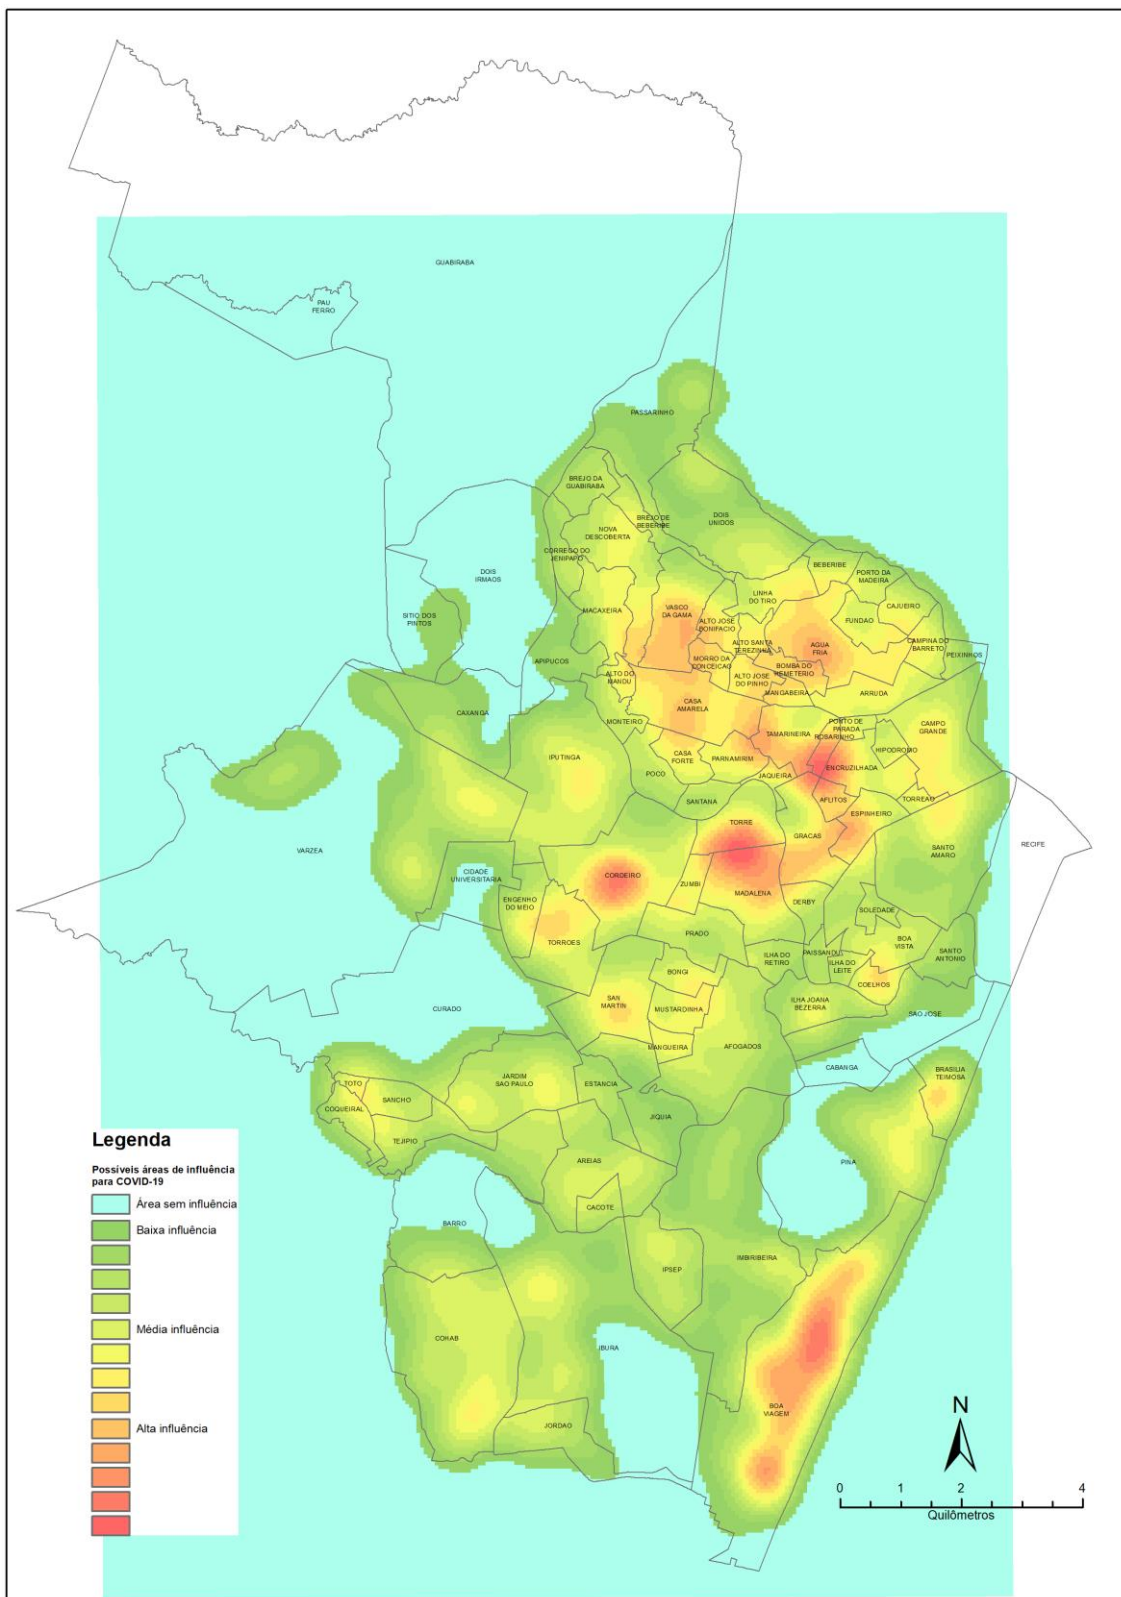 GUABIRABA
PAU
FERRO
PASSARINHO
BREJO DA
GUABIRABA
BREJO DE
BEBERIBE
DOIS
UNIDOS
NOVA
DESCOBERTA
CORREGO DO
JENIPAPO
BEBERIBE
PORTO DA
MADEIRA
DOIS
IRMAOS
LINHA
DO TIRO
CAJUEIRO
SITIO DOS
PINTOS
MACAXEIRA
VASCO
DA GAMA
ALTO JOSE
BONIFACIO
FUNDAO
ALTO SANTA
TEREZINHA
AGUA
FRIA
CAMPINA DO
BARRETO
PEIXINHOS
APIPUCOS
MORRO DA
CONCEICAO
BOMBA DO
HEMETERIO
ALTO DO
MANDU
ALTO JOSE
DO PINHO
MANGABEIRA
ARRUDA
CAXANGA
CASA
AMARELA
MONTEIRO
TAMARINEIRA
PONTO DE
PARADA
ROSARINHO
CAMPO
GRANDE
HIPODROMO
IPUTINGA
CASA
FORTE
PARNAMIRIM
POCO
JAQUEIRA
ENCRUZILHADA
SANTANA
AFLITOS
TORREAO
ESPINHEIRO
TORRE
GRACAS
VARZEA
SANTO
AMARO
RECIFE
CIDADE
UNIVERSITARIA
CORDEIRO
ZUMBI
MADALENA
ENGENHO
DO MEIO
DERBY
SOLEDADE
TORROES
PRADO
BOA
VISTA
ILHA DO
RETIRO
PAISSANDU
ILHA DO
LEITE
SANTO
ANTONIO
BONGI
COELHOS
SAN
MARTIN
MUSTARDINHA
ILHA JOANA
BEZERRA
CURADO
SAO JOSE
MANGUEIRA
AFOGADOS
CABANGA
BRASILIA
TEIMOSA
TOTO
JARDIM
SAO PAULO
ESTANCIA
SANCHO
COQUEIRAL
JIQUIA
TEJIPIO
AREIAS
PINA
CACOTE
BARRO
IMBIRIBEIRA
IPSEP
COHAB
IBURA
JORDAO
BOA
VIAGEM
Legenda
Possíveis áreas de influência
para COVID-19
Área sem influência
Baixa influência
Média influência
Alta influência
N
0 1 2 4
Quilômetros